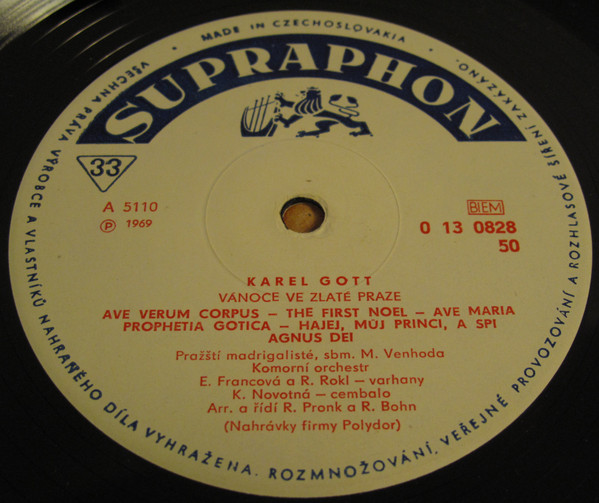 MADE IN CZECHOSLOVAKIA
SUPRAPHON
33
A 5110
Ⓟ 1969
BIEM
0 13 0828
50
KAREL GOTT
VÁNOCE VE ZLATÉ PRAZE
AVE VERUM CORPUS – THE FIRST NOEL – AVE MARIA
PROPHETIA GOTICA – HAJEJ, MŮJ PRINCI, A SPI
AGNUS DEI
Pražští madrigalisté, sbm. M. Venhoda
Komorní orchestr
E. Francová a R. Rokl – varhany
K. Novotná – cembalo
Arr. a řídí R. Pronk a R. Bohn
(Nahrávky firmy Polydor)
VŠECHNA PRÁVA VÝROBCE A VLASTNÍKŮ NAHRANÉHO DÍLA VYHRAŽENA. ROZMNOŽOVÁNÍ, VEŘEJNÉ PROVOZOVÁNÍ A ROZHLASOVÉ ŠÍŘENÍ ZAKÁZÁNO.